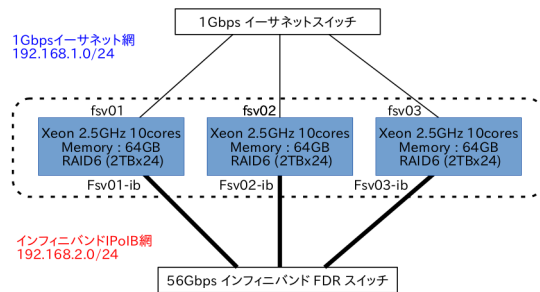 1Gbps イーサネットスイッチ
1Gbpsイーサネット網
192.168.1.0/24
fsv01
fsv02
fsv03
Xeon 2.5GHz 10cores
Memory : 64GB
RAID6 (2TBx24)
Xeon 2.5GHz 10cores
Memory : 64GB
RAID6 (2TBx24)
Xeon 2.5GHz 10cores
Memory : 64GB
RAID6 (2TBx24)
Fsv01-ib
Fsv02-ib
Fsv03-ib
インフィニバンドIPoIB網
192.168.2.0/24
56Gbps インフィニバンド FDR スイッチ